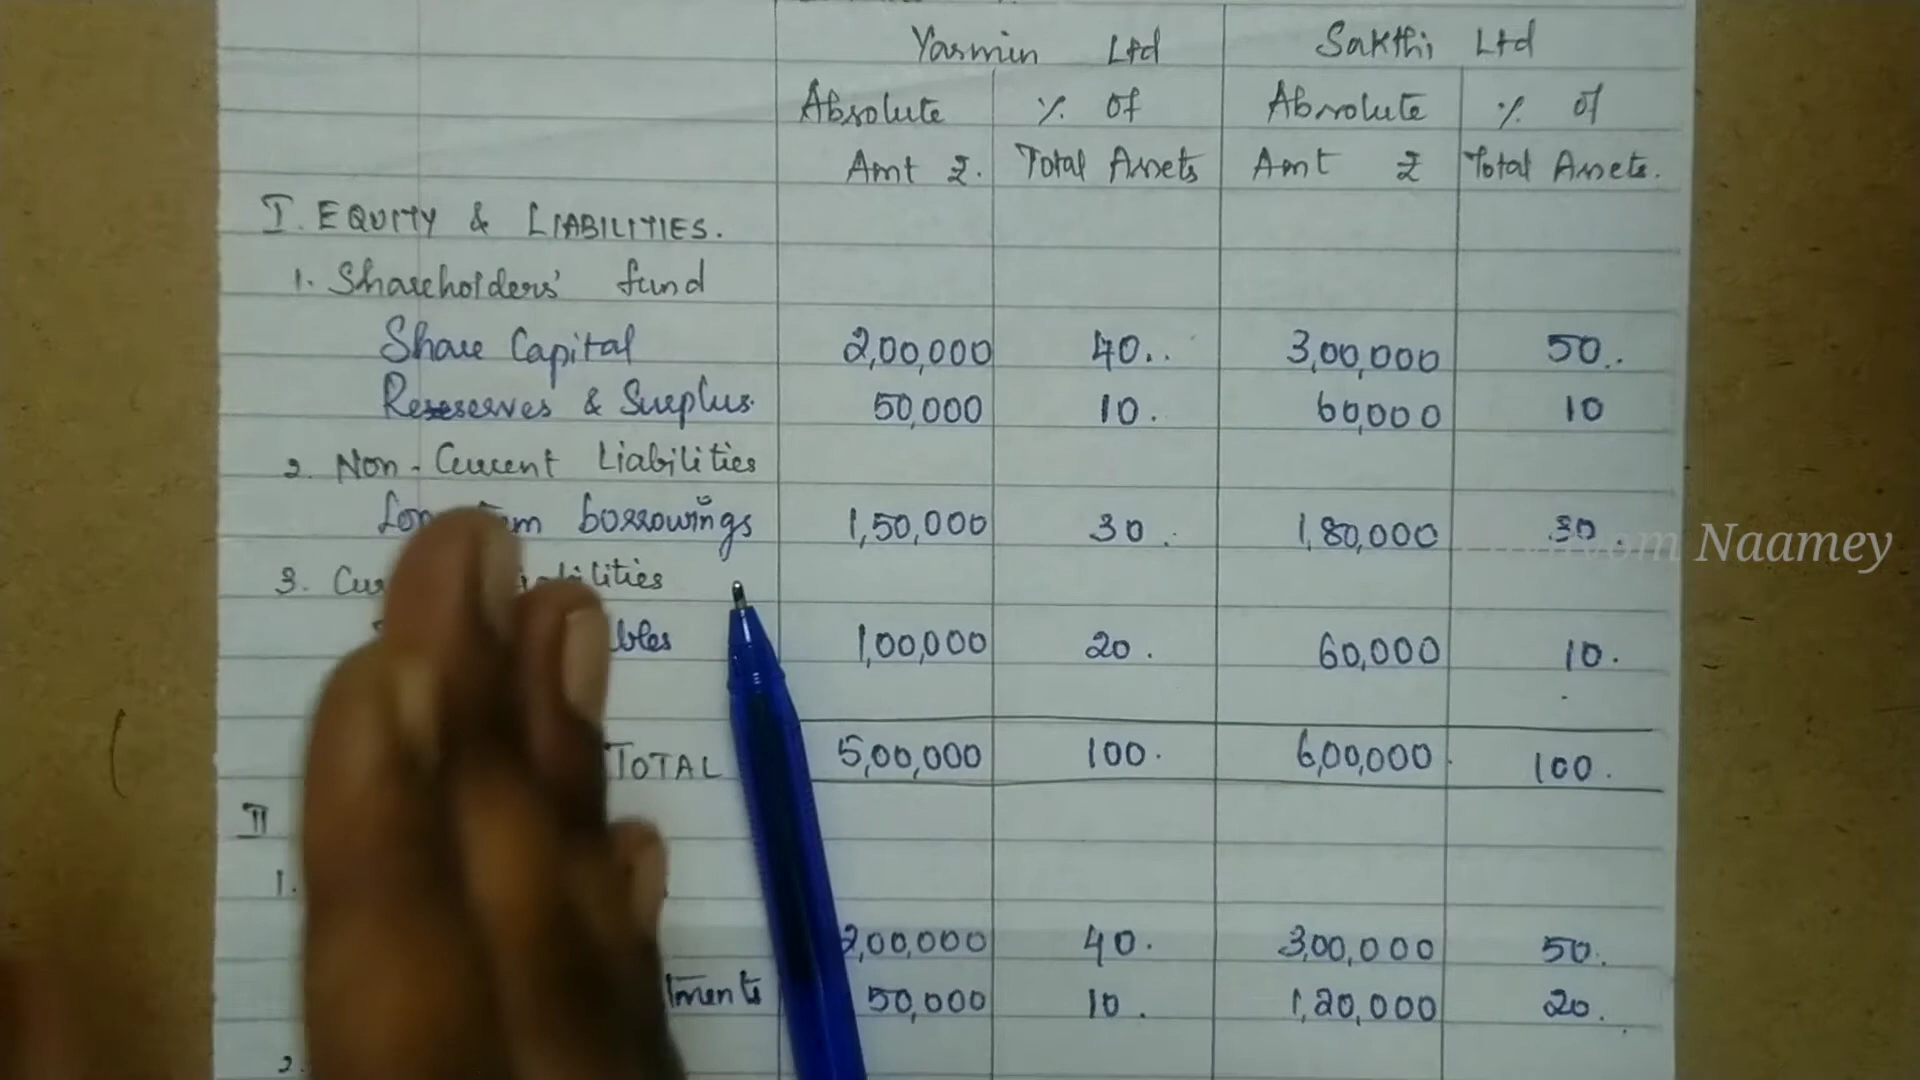 Yasmin Ltd Sakthi Ltd
Absolute % of Absolute % of
Amt ₹. Total Assets Amt ₹ Total Assets.
I. EQUITY & LIABILITIES.
1. Shareholders' fund
Share Capital 2,00,000 40.. 3,00,000 50.
Reserves & Surplus. 50,000 10. 60,000 10
2. Non-Current Liabilities
borrowings 1,50,000 30. 1,80,000 30.
Naamey
3.
1,00,000 20. 60,000 10.
TOTAL 5,00,000 100. 6,00,000 100.
II
1.
2,00,000 40. 3,00,000 50.
50,000 10. 1,20,000 20.
2.